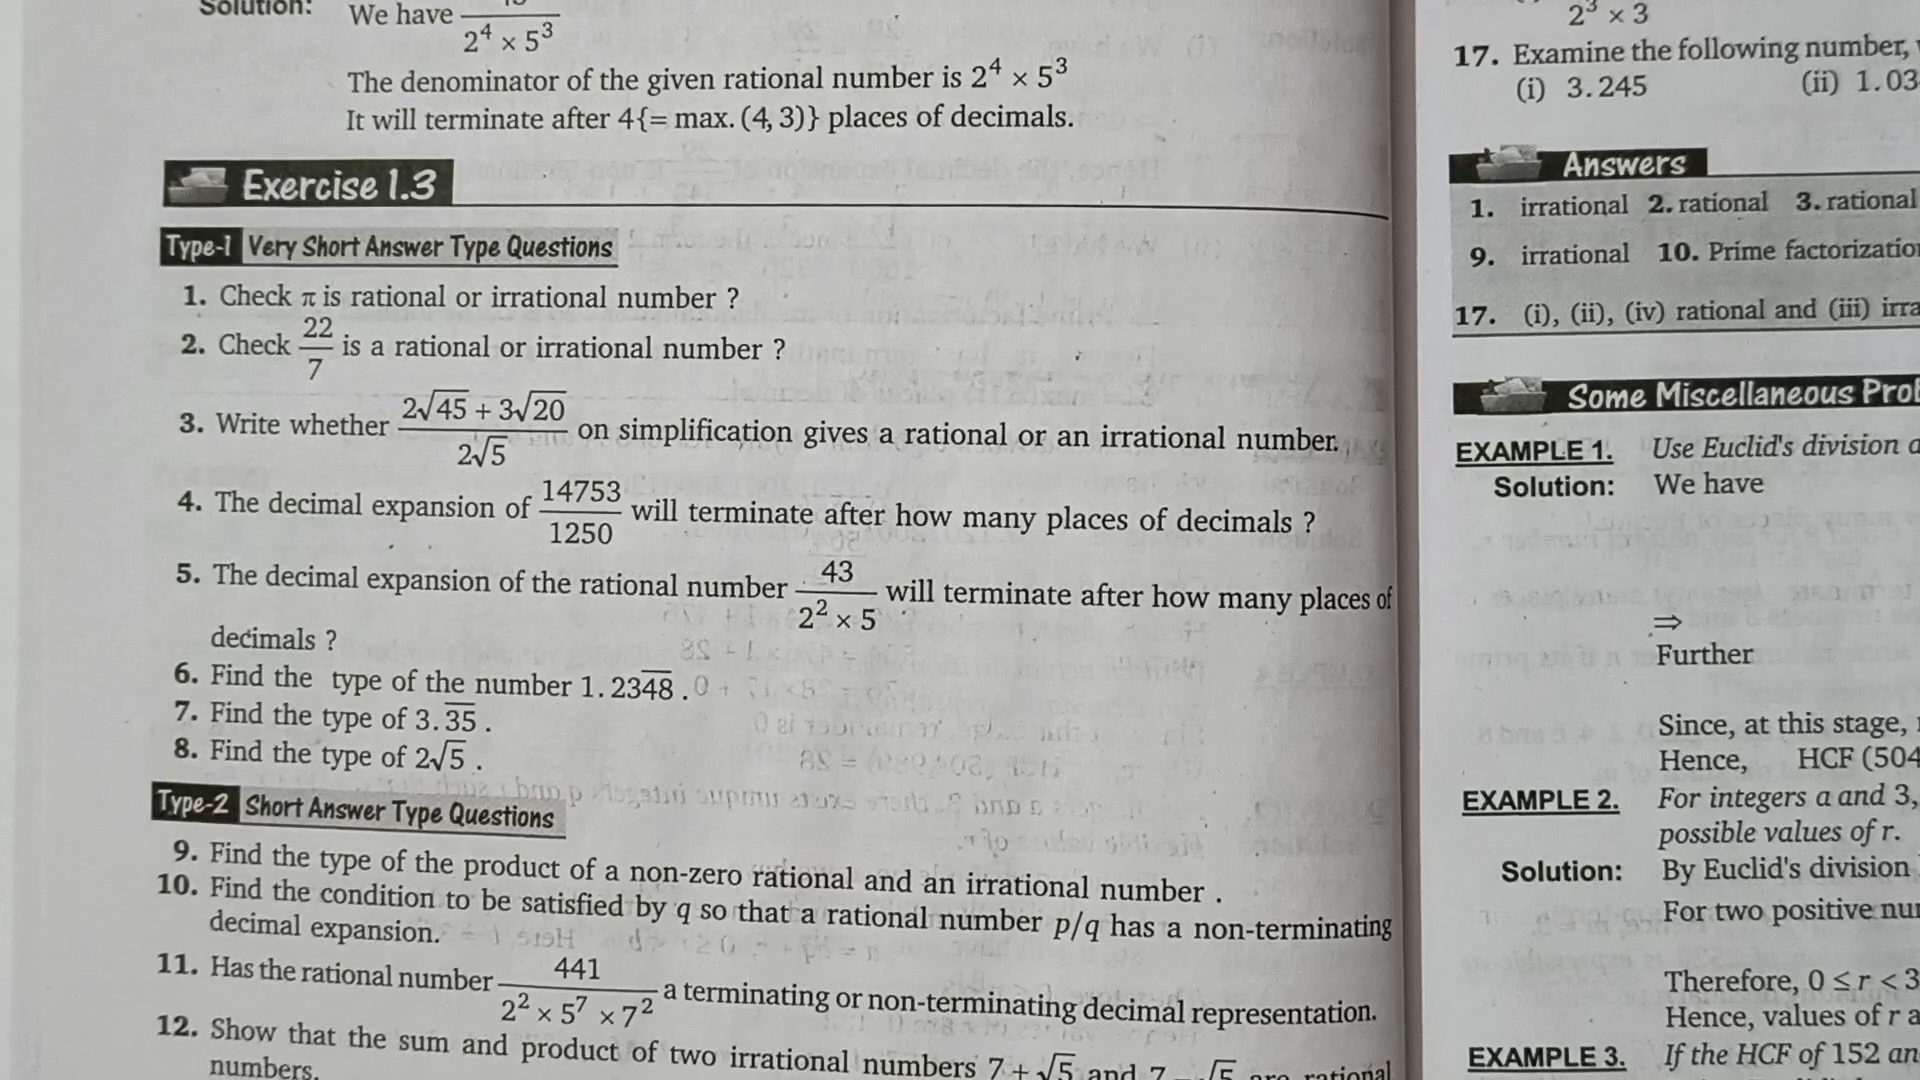 Solution: We have
2⁴ × 5³
The denominator of the given rational number is 2⁴ × 5³
It will terminate after 4{= max. (4, 3)} places of decimals.
Exercise 1.3
Type-1 Very Short Answer Type Questions
1. Check π is rational or irrational number ?
2. Check 22/7 is a rational or irrational number ?
3. Write whether (2√45 + 3√20)/(2√5) on simplification gives a rational or an irrational number.
4. The decimal expansion of 14753/1250 will terminate after how many places of decimals ?
5. The decimal expansion of the rational number 43/(2² × 5) will terminate after how many places of
decimals ?
6. Find the type of the number 1.23̅4̅8̅.
7. Find the type of 3.3̅5̅.
8. Find the type of 2√5.
Type-2 Short Answer Type Questions
9. Find the type of the product of a non-zero rational and an irrational number .
10. Find the condition to be satisfied by q so that a rational number p/q has a non-terminating
decimal expansion.
11. Has the rational number 441/(2² × 5⁷ × 7²) a terminating or non-terminating decimal representation.
12. Show that the sum and product of two irrational numbers 7 + √5 and 7 - √5 are rational
numbers.
2³ × 3
17. Examine the following number,
(i) 3.245 (ii) 1.03
Answers
1. irrational 2. rational 3. rational
9. irrational 10. Prime
17. (i), (ii), (iv) rational and (iii)
Some Miscellaneous
EXAMPLE 1. Use Euclid's division
Solution: We have
⇒
Further
Since, at this stage,
Hence, HCF (504
EXAMPLE 2. For integers a and 3,
possible values of r.
Solution: By Euclid's division
For two positive
Therefore, 0 ≤ r < 3
Hence, values of r
EXAMPLE 3. If the HCF of 152